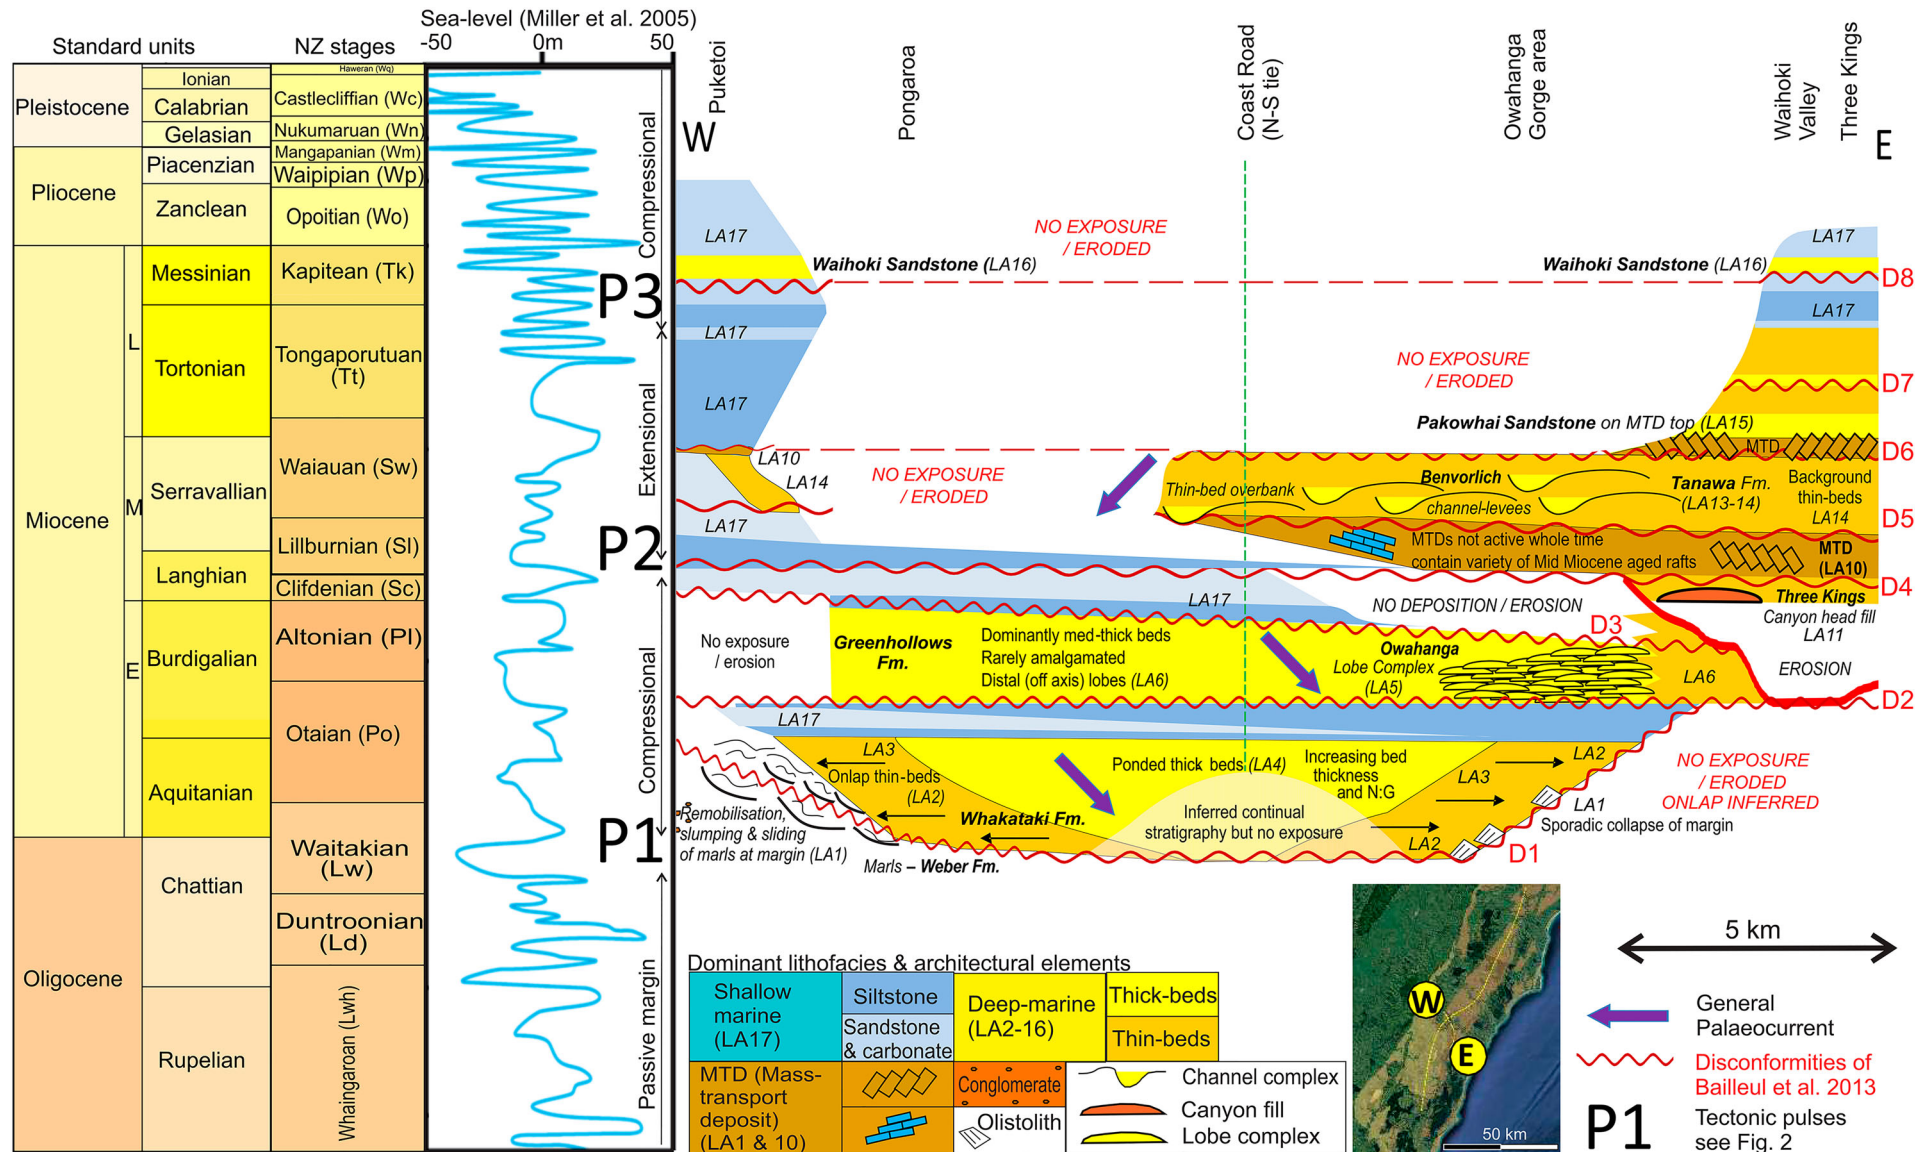 Sea-level (Miller et al. 2005)
Standard units
NZ stages
-50
0m
50
Pleistocene
Ionian
Calabrian
Gelasian
Pliocene
Piacenzian
Zanclean
Miocene
L
M
E
Messinian
Tortonian
Serravallian
Langhian
Burdigalian
Aquitanian
Oligocene
Chattian
Rupelian
Haweran (Wq)
Castlecliffian (Wc)
Nukumaruan (Wn)
Mangapanian (Wm)
Waipipian (Wp)
Opoitian (Wo)
Kapitean (Tk)
Tongaporutuan
(Tt)
Waiauan (Sw)
Lillburnian (Sl)
Clifdenian (Sc)
Altonian (Pl)
Otaian (Po)
Waitakian
(Lw)
Duntroonian
(Ld)
Whaingaroan (Lwh)
Compressional
P3
Extensional
P2
Compressional
P1
Passive margin
W
Puketoi
Pongaroa
Coast Road
(N-S tie)
Owahanga
Gorge area
Waihoki
Valley
Three Kings
E
LA17
NO EXPOSURE
/ ERODED
Waihoki Sandstone (LA16)
Waihoki Sandstone (LA16)
LA17
D8
LA17
LA17
NO EXPOSURE
/ ERODED
D7
LA17
Pakowhai Sandstone on MTD top (LA15)
MTD
D6
LA10
LA14
NO EXPOSURE
/ ERODED
Thin-bed overbank
Benvorlich
channel-levees
Tanawa Fm.
(LA13-14)
Background
thin-beds
LA14
D5
LA17
MTDs not active whole time
contain variety of Mid Miocene aged rafts
MTD
(LA10)
D4
LA17
NO DEPOSITION / EROSION
D3
Three Kings
Canyon head fill
LA11
No exposure
/ erosion
Greenhollows
Fm.
Dominantly med-thick beds
Rarely amalgamated
Distal (off axis) lobes (LA6)
Owahanga
Lobe Complex
(LA5)
LA6
EROSION
D2
LA17
LA3
Onlap thin-beds
(LA2)
Ponded thick beds (LA4)
Increasing bed
thickness
and N:G
LA3
LA2
NO EXPOSURE
/ ERODED
ONLAP INFERRED
Remobilisation,
slumping & sliding
of marls at margin (LA1)
Whakataki Fm.
Inferred continual
stratigraphy but no exposure
LA2
LA1
Sporadic collapse of margin
D1
Marls – Weber Fm.
Dominant lithofacies & architectural elements
Shallow
marine
(LA17)
Siltstone
Sandstone
& carbonate
Deep-marine
(LA2-16)
Thick-beds
Thin-beds
MTD (Mass-
transport
deposit)
(LA1 & 10)
Conglomerate
Olistolith
Channel complex
Canyon fill
Lobe complex
W
E
50 km
5 km
General
Palaeocurrent
Disconformities of
Bailleul et al. 2013
P1
Tectonic pulses
see Fig. 2